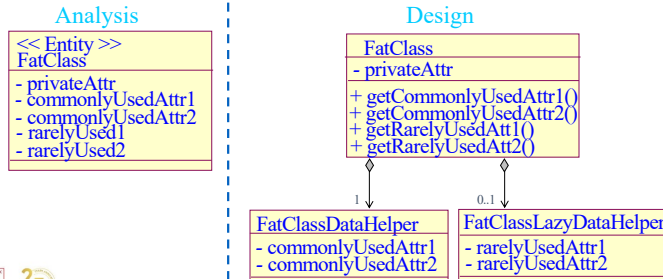 Analysis
<< Entity >>
FatClass
- privateAttr
- commonlyUsedAttr1
- commonlyUsedAttr2
- rarelyUsed1
- rarelyUsed2
Design
FatClass
- privateAttr
+ getCommonlyUsedAttr1()
+ getCommonlyUsedAttr2()
+ getRarelyUsedAtt1()
+ getRarelyUsedAtt2()
1
0..1
FatClassDataHelper
- commonlyUsedAttr1
- commonlyUsedAttr2
FatClassLazyDataHelper
- rarelyUsedAttr1
- rarelyUsedAttr2